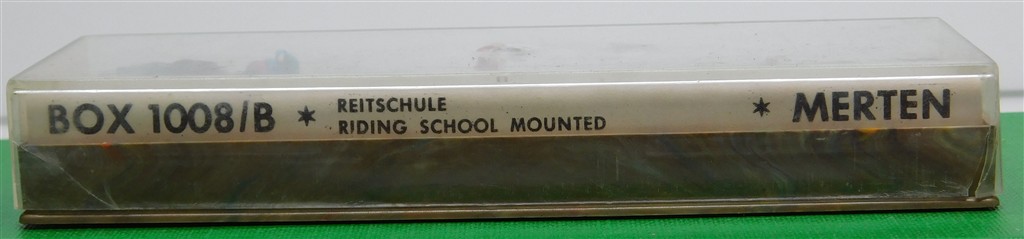 BOX 1008/B * REITSCHULE
RIDING SCHOOL MOUNTED * MERTEN